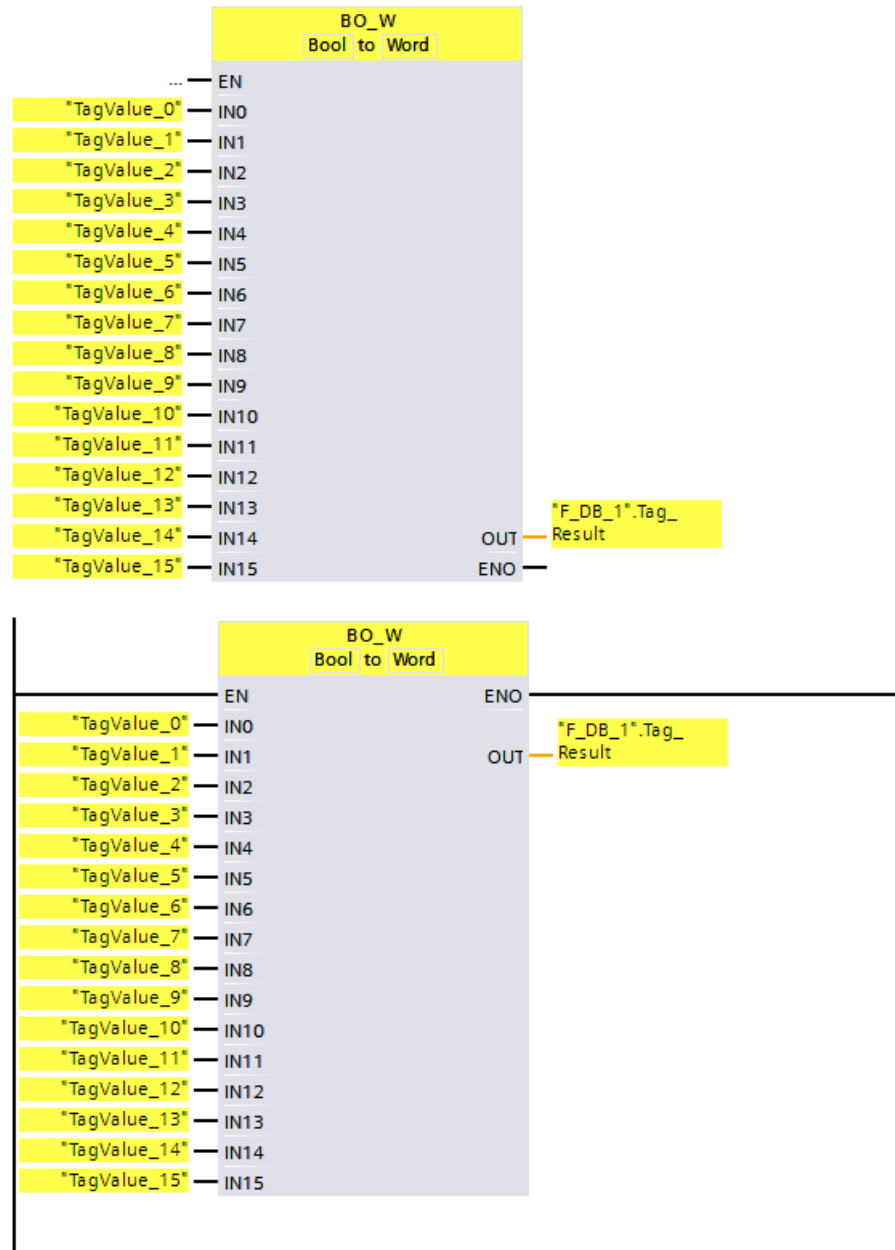 BO_W
Bool to Word
... EN
"TagValue_0" IN0
"TagValue_1" IN1
"TagValue_2" IN2
"TagValue_3" IN3
"TagValue_4" IN4
"TagValue_5" IN5
"TagValue_6" IN6
"TagValue_7" IN7
"TagValue_8" IN8
"TagValue_9" IN9
"TagValue_10" IN10
"TagValue_11" IN11
"TagValue_12" IN12
"TagValue_13" IN13
"F_DB_1".Tag_
"TagValue_14" IN14 OUT Result
"TagValue_15" IN15 ENO
BO_W
Bool to Word
EN ENO
"TagValue_0" IN0 "F_DB_1".Tag_
"TagValue_1" IN1 OUT Result
"TagValue_2" IN2
"TagValue_3" IN3
"TagValue_4" IN4
"TagValue_5" IN5
"TagValue_6" IN6
"TagValue_7" IN7
"TagValue_8" IN8
"TagValue_9" IN9
"TagValue_10" IN10
"TagValue_11" IN11
"TagValue_12" IN12
"TagValue_13" IN13
"TagValue_14" IN14
"TagValue_15" IN15